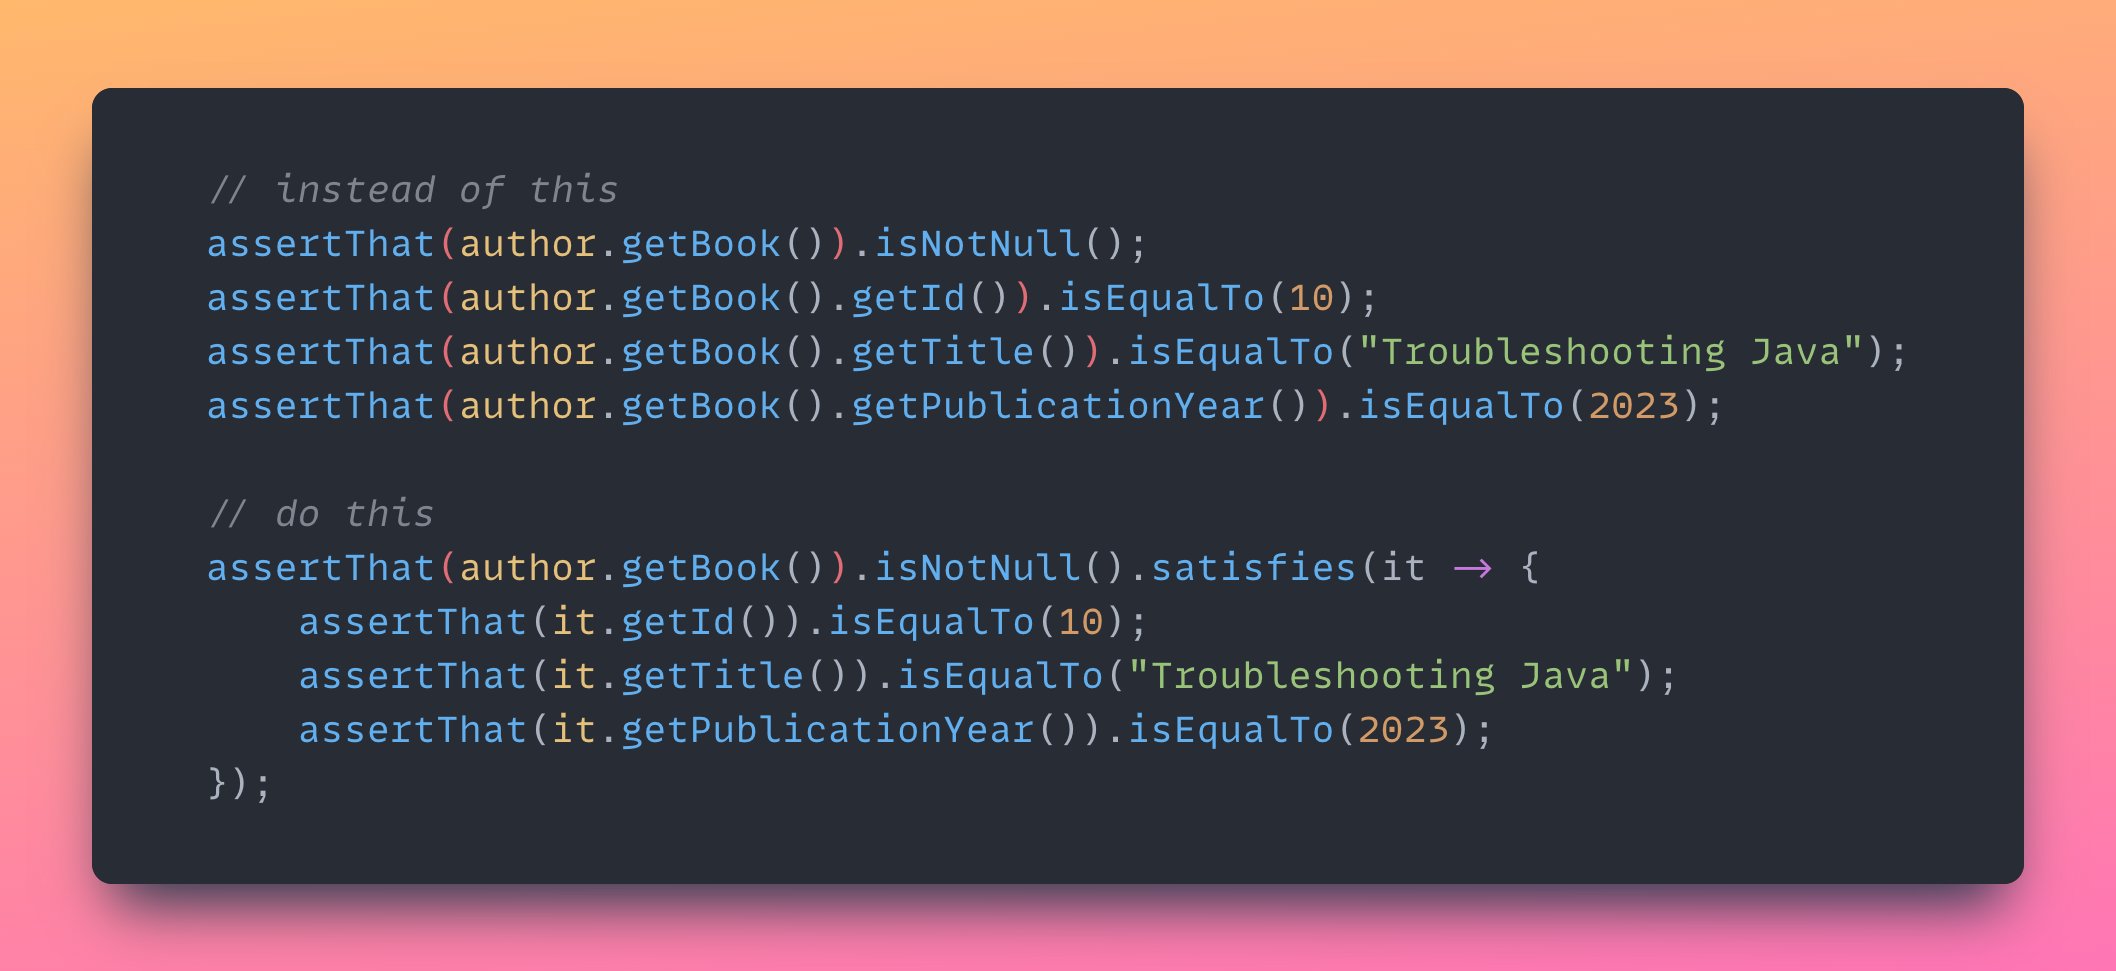 // instead of this
assertThat(author.getBook()).isNotNull();
assertThat(author.getBook().getId()).isEqualTo(10);
assertThat(author.getBook().getTitle()).isEqualTo("Troubleshooting Java");
assertThat(author.getBook().getPublicationYear()).isEqualTo(2023);

// do this
assertThat(author.getBook()).isNotNull().satisfies(it -> {
    assertThat(it.getId()).isEqualTo(10);
    assertThat(it.getTitle()).isEqualTo("Troubleshooting Java");
    assertThat(it.getPublicationYear()).isEqualTo(2023);
});